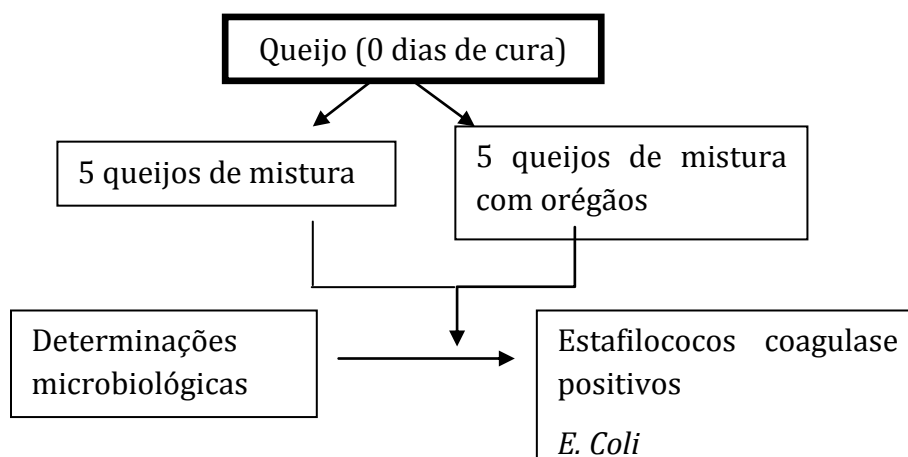 Queijo (0 dias de cura)
5 queijos de mistura
5 queijos de mistura
com orégãos
Determinações
microbiológicas
Estafilococos coagulase
positivos
E. Coli